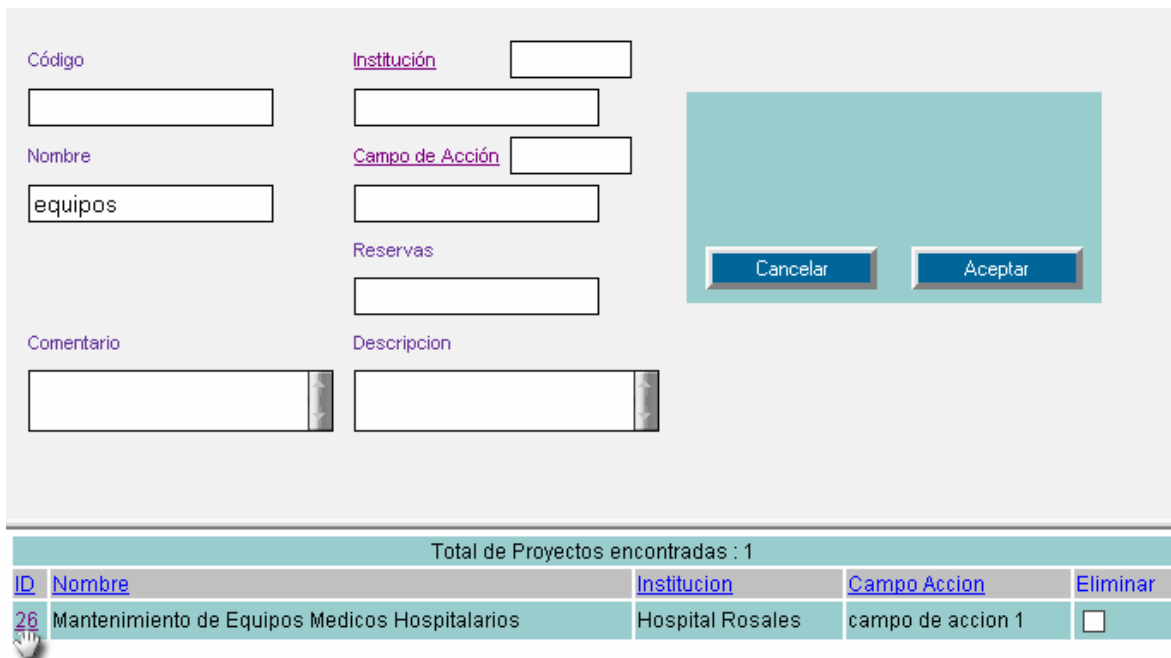 Código Institución
Nombre Campo de Acción
equipos
Reservas
Cancelar Aceptar
Comentario Descripcion
Total de Proyectos encontradas : 1
ID Nombre Institucion Campo Accion Eliminar
26 Mantenimiento de Equipos Medicos Hospitalarios Hospital Rosales campo de accion 1